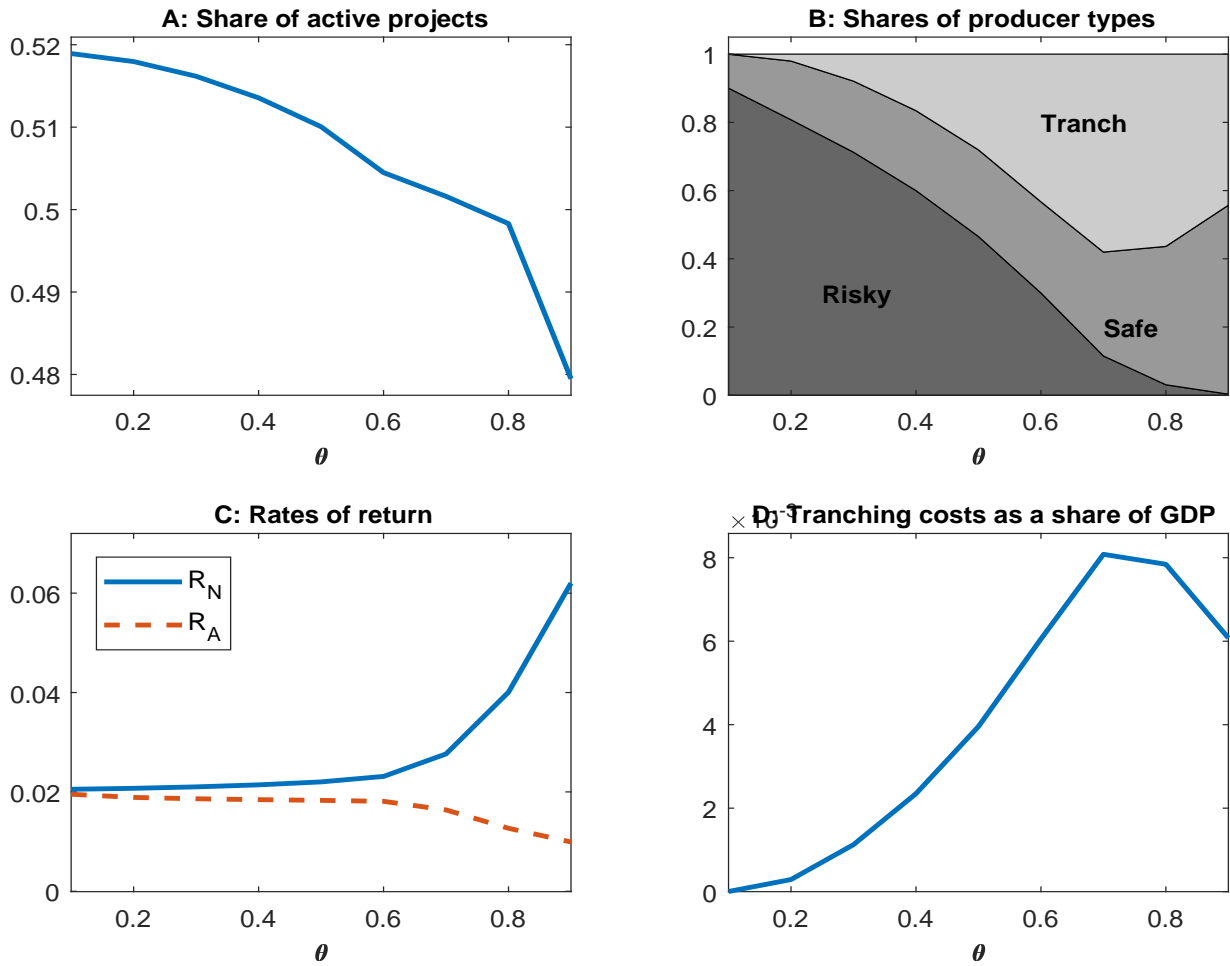 A: Share of active projects
0.52
0.51
0.5
0.49
0.48
0.2 0.4 0.6 0.8
θ
B: Shares of producer types
1
0.8
0.6
0.4
0.2
0
Tranch
Risky
Safe
0.2 0.4 0.6 0.8
θ
C: Rates of return
0.06
0.04
0.02
0
R_N
R_A
0.2 0.4 0.6 0.8
θ
D: Tranching costs as a share of GDP
× 10⁻³
8
6
4
2
0
0.2 0.4 0.6 0.8
θ